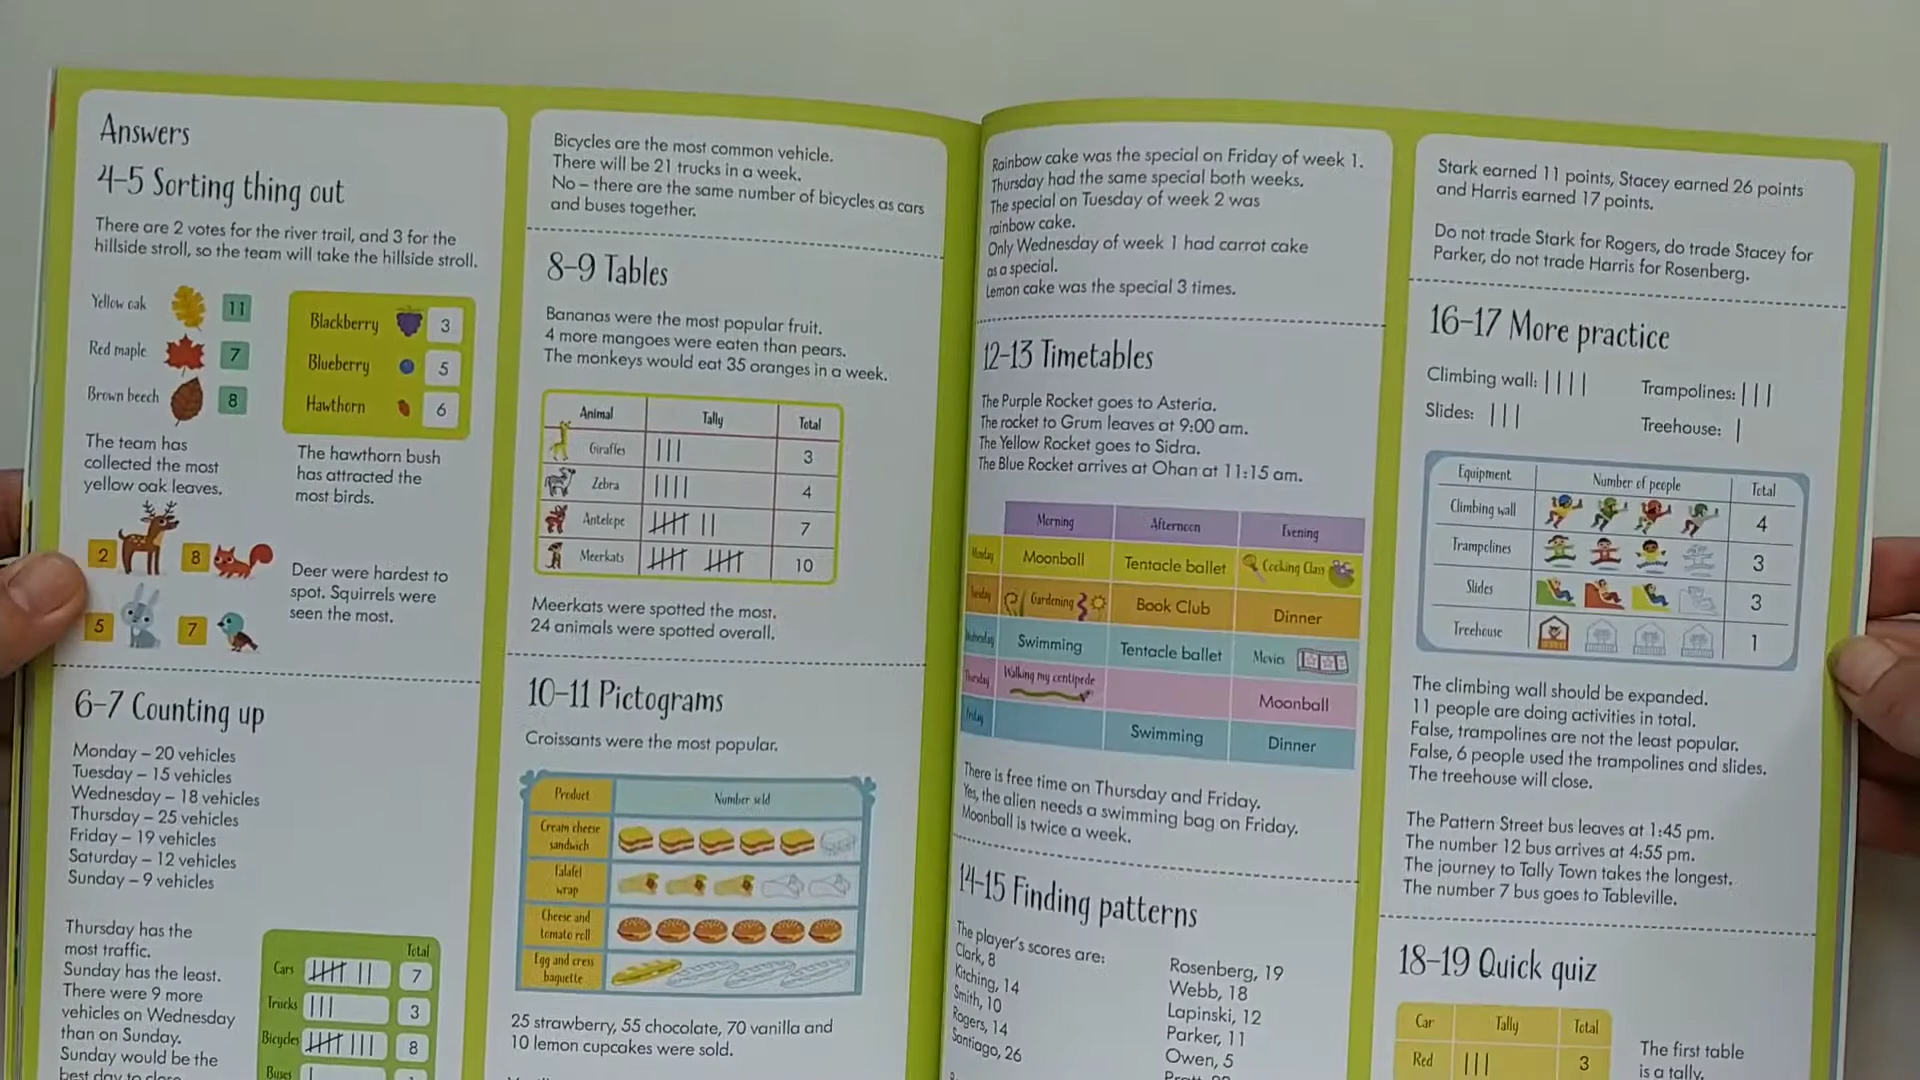 Answers
4–5 Sorting thing out
There are 2 votes for the river trail, and 3 for the
hillside stroll, so the team will take the hillside stroll.
Yellow oak 11
Red maple 7
Brown beech 8
The team has
collected the most
yellow oak leaves.
Blackberry 3
Blueberry 5
Hawthorn 6
The hawthorn bush
has attracted the
most birds.
2 8
5 7
Deer were hardest to
spot. Squirrels were
seen the most.
6–7 Counting up
Monday – 20 vehicles
Tuesday – 15 vehicles
Wednesday – 18 vehicles
Thursday – 25 vehicles
Friday – 19 vehicles
Saturday – 12 vehicles
Sunday – 9 vehicles
Thursday has the
most traffic.
Sunday has the least.
There were 9 more
vehicles on Wednesday
than on Sunday.
Sunday would be the
best day to close
Total
Cars 7
Trucks 3
Bicycles 8
Buses
Bicycles are the most common vehicle.
There will be 21 trucks in a week.
No – there are the same number of bicycles as cars
and buses together.
8–9 Tables
Bananas were the most popular fruit.
4 more mangoes were eaten than pears.
The monkeys would eat 35 oranges in a week.
Animal Tally Total
Giraffes 3
Zebra 4
Antelope 7
Meerkats 10
Meerkats were spotted the most.
24 animals were spotted overall.
10–11 Pictograms
Croissants were the most popular.
Product Number sold
Cream cheese
sandwich
Falafel
wrap
Cheese and
tomato roll
Egg and cress
baguette
25 strawberry, 55 chocolate, 70 vanilla and
10 lemon cupcakes were sold.
Rainbow cake was the special on Friday of week 1.
Thursday had the same special both weeks.
The special on Tuesday of week 2 was
rainbow cake.
Only Wednesday of week 1 had carrot cake
as a special.
Lemon cake was the special 3 times.
12–13 Timetables
The Purple Rocket goes to Asteria.
The rocket to Grum leaves at 9:00 am.
The Yellow Rocket goes to Sidra.
The Blue Rocket arrives at Ohan at 11:15 am.
Morning Afternoon Evening
Monday Moonball Tentacle ballet Cooking Class
Tuesday Gardening Book Club Dinner
Wednesday Swimming Tentacle ballet Movies
Thursday Walking my centipede Moonball
Friday Swimming Dinner
There is free time on Thursday and Friday.
Yes, the alien needs a swimming bag on Friday.
Moonball is twice a week.
14–15 Finding patterns
The player's scores are:
Clark, 8
Kitching, 14
Smith, 10
Rogers, 14
Santiago, 26
Rosenberg, 19
Webb, 18
Lapinski, 12
Parker, 11
Owen, 5
Stark earned 11 points, Stacey earned 26 points
and Harris earned 17 points.
Do not trade Stark for Rogers, do trade Stacey for
Parker, do not trade Harris for Rosenberg.
16–17 More practice
Climbing wall: Trampolines:
Slides: Treehouse:
Equipment Number of people Total
Climbing wall 4
Trampolines 3
Slides 3
Treehouse 1
The climbing wall should be expanded.
11 people are doing activities in total.
False, trampolines are not the least popular.
False, 6 people used the trampolines and slides.
The treehouse will close.
The Pattern Street bus leaves at 1:45 pm.
The number 12 bus arrives at 4:55 pm.
The journey to Tally Town takes the longest.
The number 7 bus goes to Tableville.
18–19 Quick quiz
Car Tally Total
Red 3
The first table
is a tally.